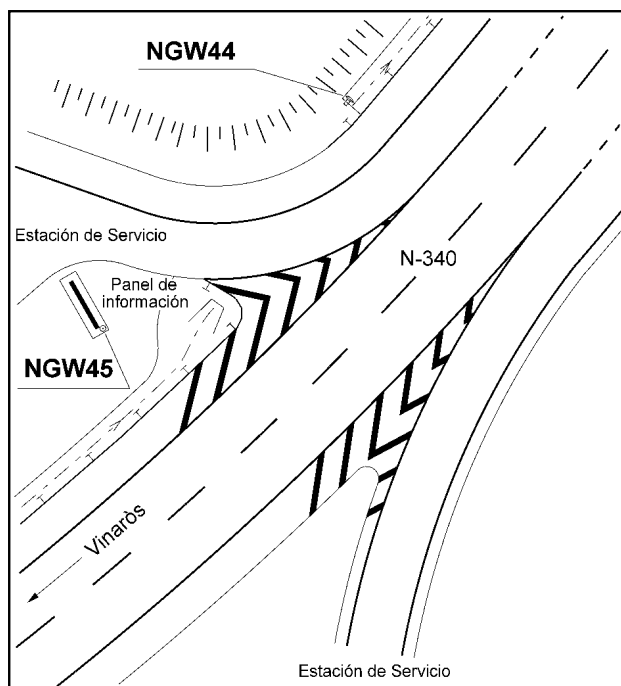 NGW44
Estación de Servicio
N-340
Panel de
información
NGW45
Vinaròs
Estación de Servicio